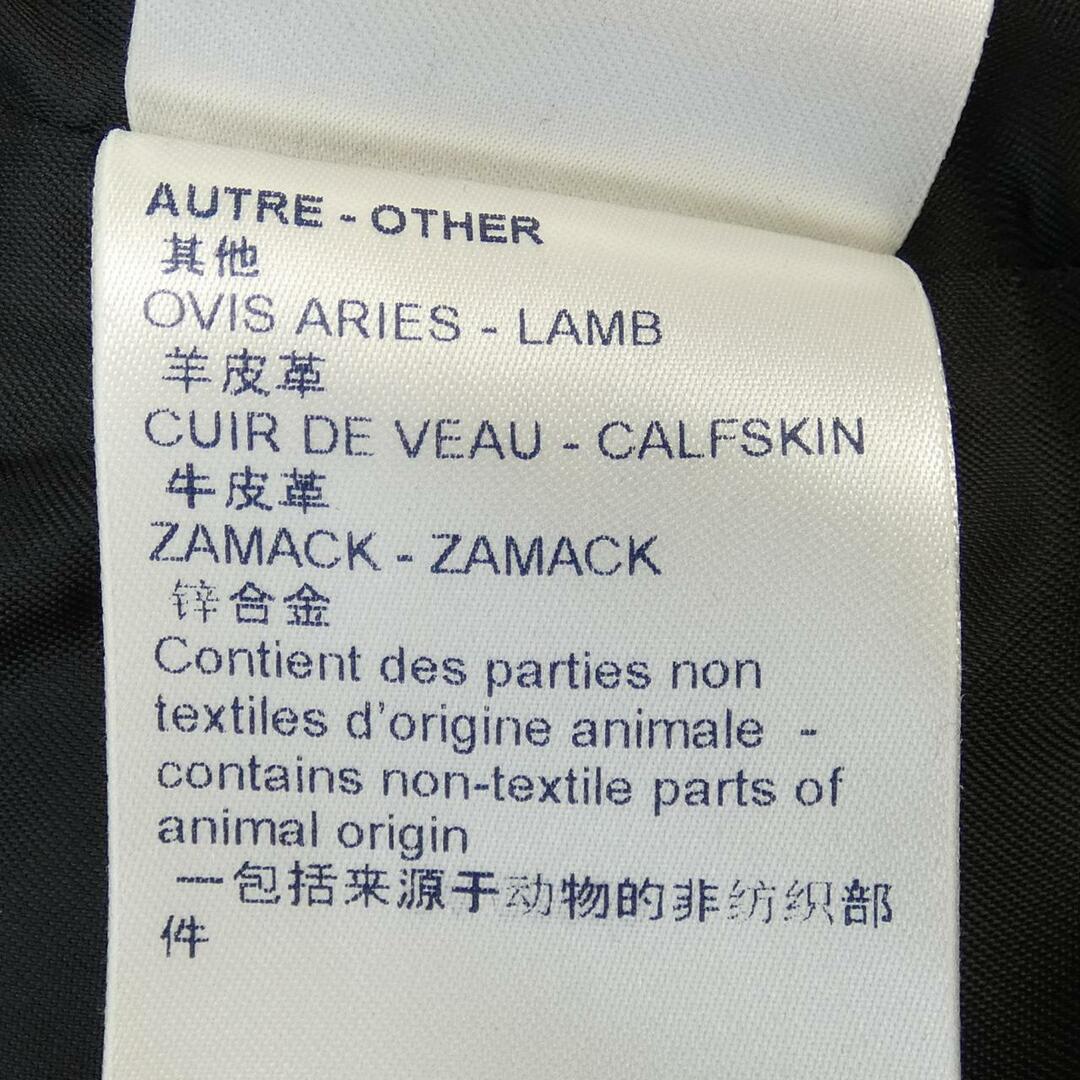 AUTRE - OTHER
其他
OVIS ARIES - LAMB
羊皮革
CUIR DE VEAU - CALFSKIN
牛皮革
ZAMACK - ZAMACK
锌合金
Contient des parties non
textiles d'origine animale -
contains non-textile parts of
animal origin
一包括来源于动物的非纺织部
件